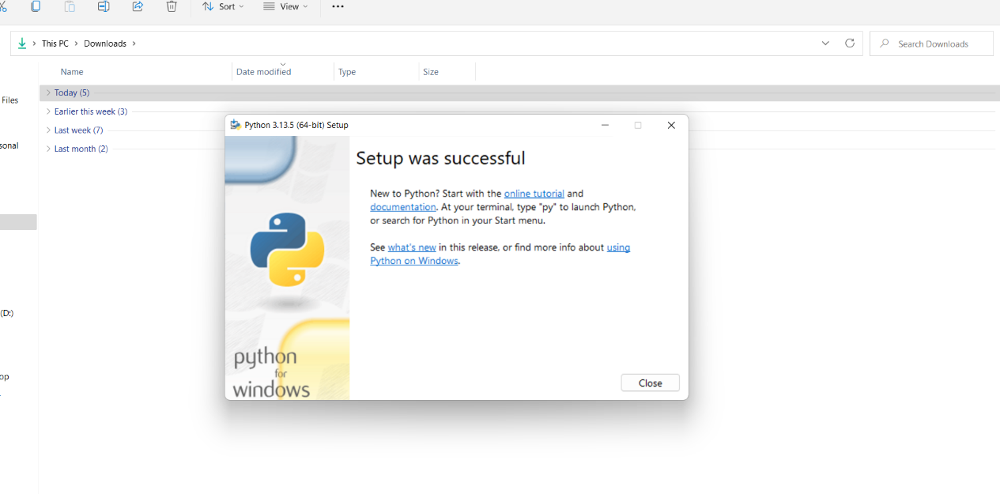 Sort
View
This PC
Downloads
Search Downloads
Name
Date modified
Type
Size
Today (5)
Files
Earlier this week (3)
Last week (7)
sonal
Last month (2)
Python 3.13.5 (64-bit) Setup
Setup was successful
New to Python? Start with the online tutorial and
documentation. At your terminal, type "py" to launch Python,
or search for Python in your Start menu.
See what's new in this release, or find more info about using
Python on Windows.
(D:)
python
for
windows
op
Close